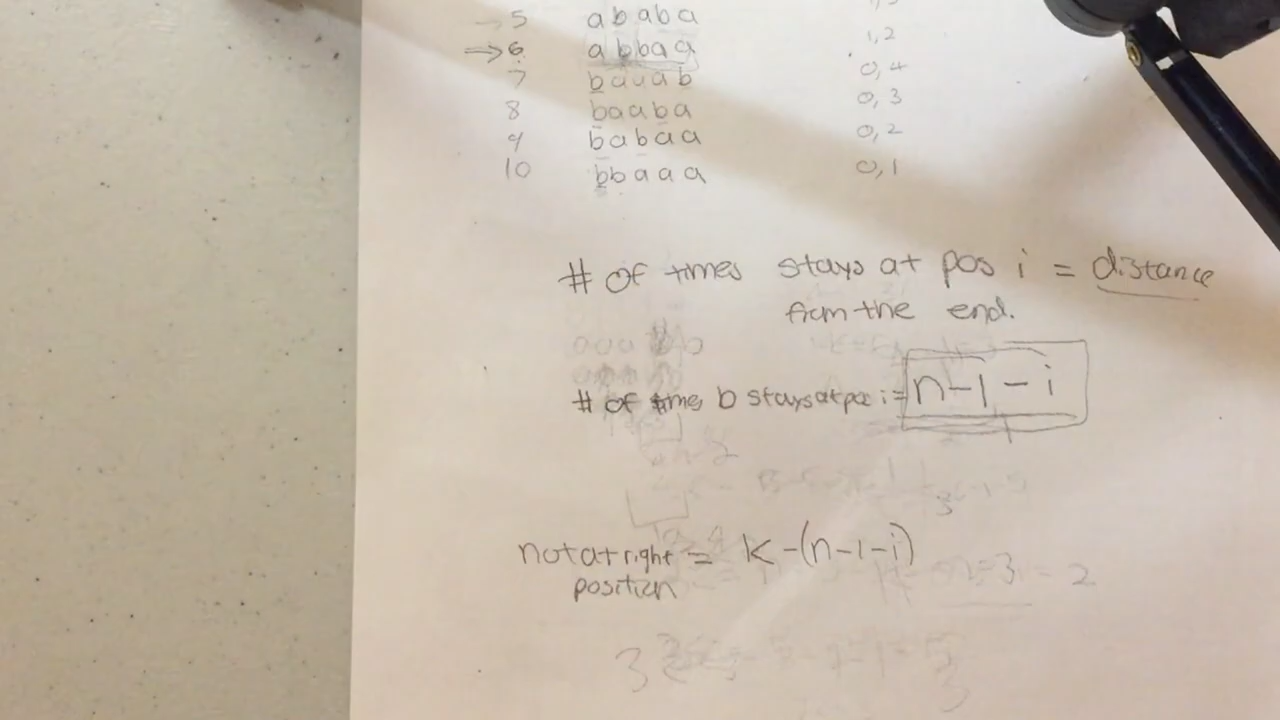 5 ababa
⇒ 6 abbaa 1,2
7 baaab 0,4
8 baaba 0,3
9 babaa 0,2
10 bbaaa 0,1
# of times stays at pos i = distance
from the end.
# of times b stays at pos i = n-1-i
not at right = K-(n-1-i)
position